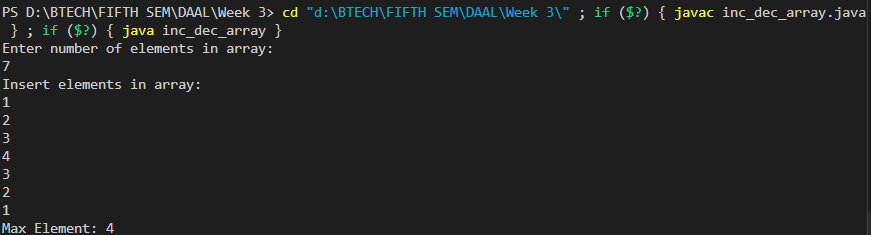 PS D:\BTECH\FIFTH SEM\DAAL\Week 3> cd "d:\BTECH\FIFTH SEM\DAAL\Week 3\" ; if ($?) { javac inc_dec_array.java
 } ; if ($?) { java inc_dec_array }
Enter number of elements in array:
7
Insert elements in array:
1
2
3
4
3
2
1
Max Element: 4